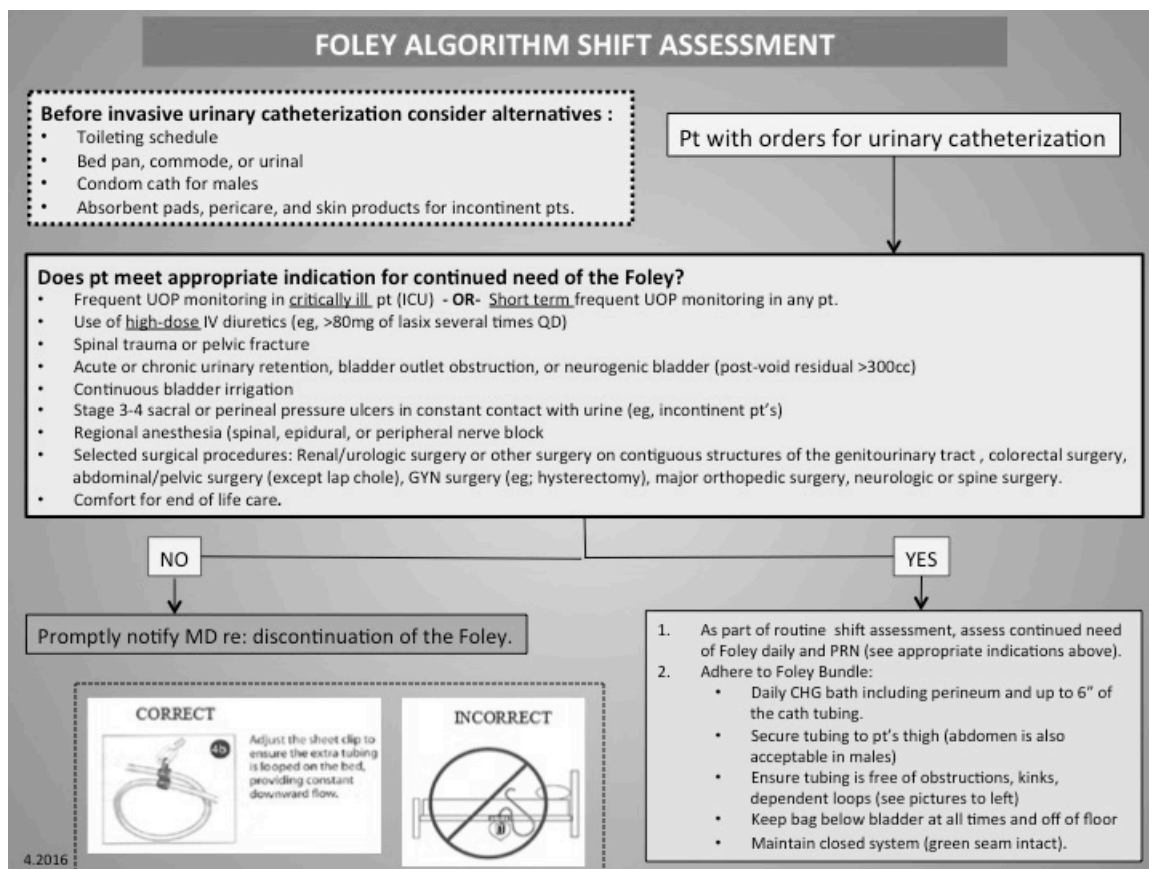 FOLEY ALGORITHM SHIFT ASSESSMENT
Before invasive urinary catheterization consider alternatives :
• Toileting schedule
• Bed pan, commode, or urinal
• Condom cath for males
• Absorbent pads, pericare, and skin products for incontinent pts.
Pt with orders for urinary catheterization
Does pt meet appropriate indication for continued need of the Foley?
• Frequent UOP monitoring in critically ill pt (ICU) - OR- Short term frequent UOP monitoring in any pt.
• Use of high-dose IV diuretics (eg, >80mg of lasix several times QD)
• Spinal trauma or pelvic fracture
• Acute or chronic urinary retention, bladder outlet obstruction, or neurogenic bladder (post-void residual >300cc)
• Continuous bladder irrigation
• Stage 3-4 sacral or perineal pressure ulcers in constant contact with urine (eg, incontinent pt's)
• Regional anesthesia (spinal, epidural, or peripheral nerve block
• Selected surgical procedures: Renal/urologic surgery or other surgery on contiguous structures of the genitourinary tract , colorectal surgery,
abdominal/pelvic surgery (except lap chole), GYN surgery (eg; hysterectomy), major orthopedic surgery, neurologic or spine surgery.
• Comfort for end of life care.
NO
YES
Promptly notify MD re: discontinuation of the Foley.
CORRECT
4b
Adjust the sheet clip to
ensure the extra tubing
is looped on the bed,
providing constant
downward flow.
INCORRECT
1. As part of routine shift assessment, assess continued need
of Foley daily and PRN (see appropriate indications above).
2. Adhere to Foley Bundle:
• Daily CHG bath including perineum and up to 6" of
the cath tubing.
• Secure tubing to pt's thigh (abdomen is also
acceptable in males)
• Ensure tubing is free of obstructions, kinks,
dependent loops (see pictures to left)
• Keep bag below bladder at all times and off of floor
• Maintain closed system (green seam intact).
4.2016